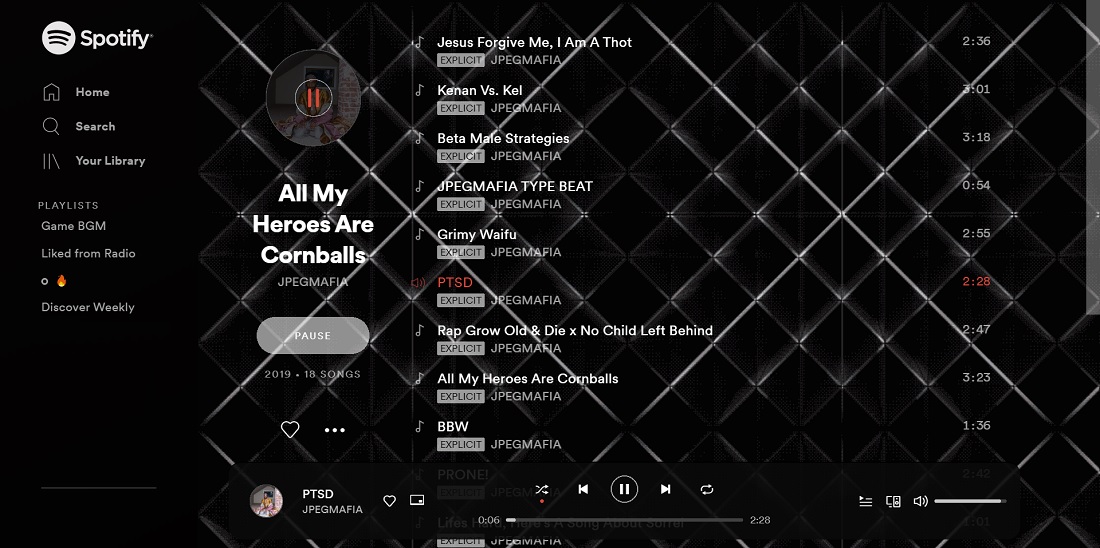 Spotify®
Home
Search
Your Library
PLAYLISTS
Game BGM
Liked from Radio
Discover Weekly
All My
Heroes Are
Cornballs
JPEGMAFIA
PAUSE
2019 • 18 SONGS
Jesus Forgive Me, I Am A Thot 2:36
EXPLICIT JPEGMAFIA
Kenan Vs. Kel 3:01
EXPLICIT JPEGMAFIA
Beta Male Strategies 3:18
EXPLICIT JPEGMAFIA
JPEGMAFIA TYPE BEAT 0:54
EXPLICIT JPEGMAFIA
Grimy Waifu 2:55
EXPLICIT JPEGMAFIA
PTSD 2:28
EXPLICIT JPEGMAFIA
Rap Grow Old & Die x No Child Left Behind 2:47
EXPLICIT JPEGMAFIA
All My Heroes Are Cornballs 3:23
EXPLICIT JPEGMAFIA
BBW 1:36
EXPLICIT JPEGMAFIA
PRONE! 2:42
EXPLICIT JPEGMAFIA
Lifes Hard, Here's A Song About Sorrel 1:01
EXPLICIT JPEGMAFIA
PTSD
JPEGMAFIA
0:06 2:28